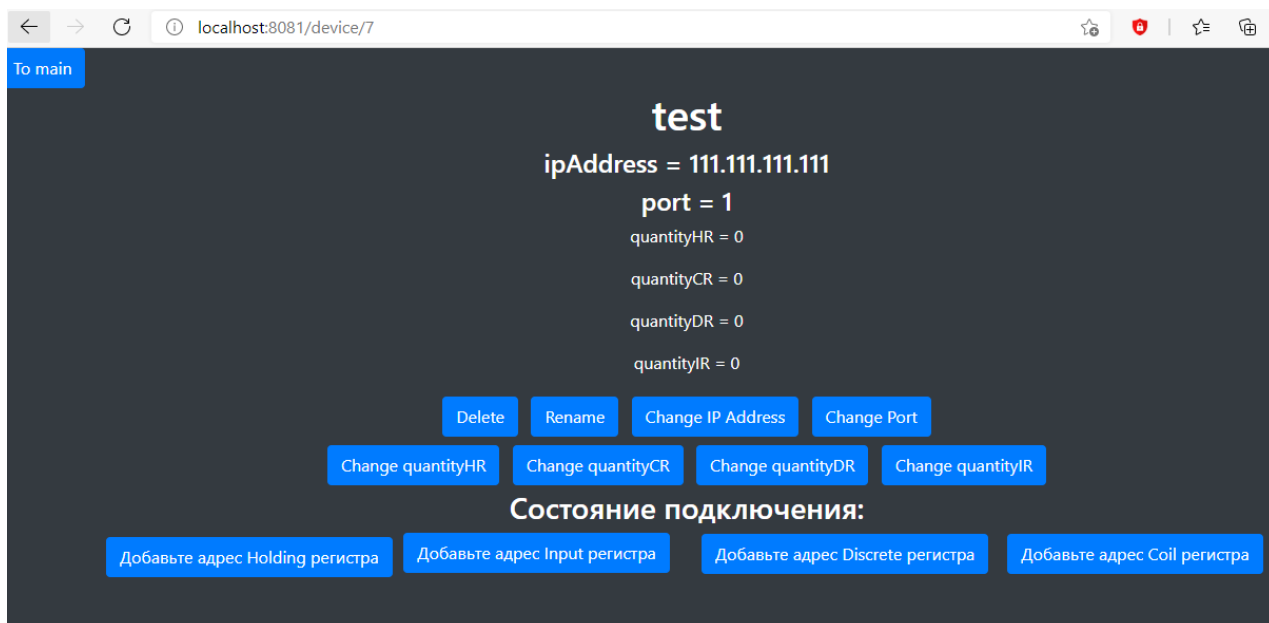 localhost:8081/device/7
To main
test
ipAddress = 111.111.111.111
port = 1
quantityHR = 0
quantityCR = 0
quantityDR = 0
quantityIR = 0
Delete Rename Change IP Address Change Port
Change quantityHR Change quantityCR Change quantityDR Change quantityIR
Состояние подключения:
Добавьте адрес Holding регистра Добавьте адрес Input регистра Добавьте адрес Discrete регистра Добавьте адрес Coil регистра